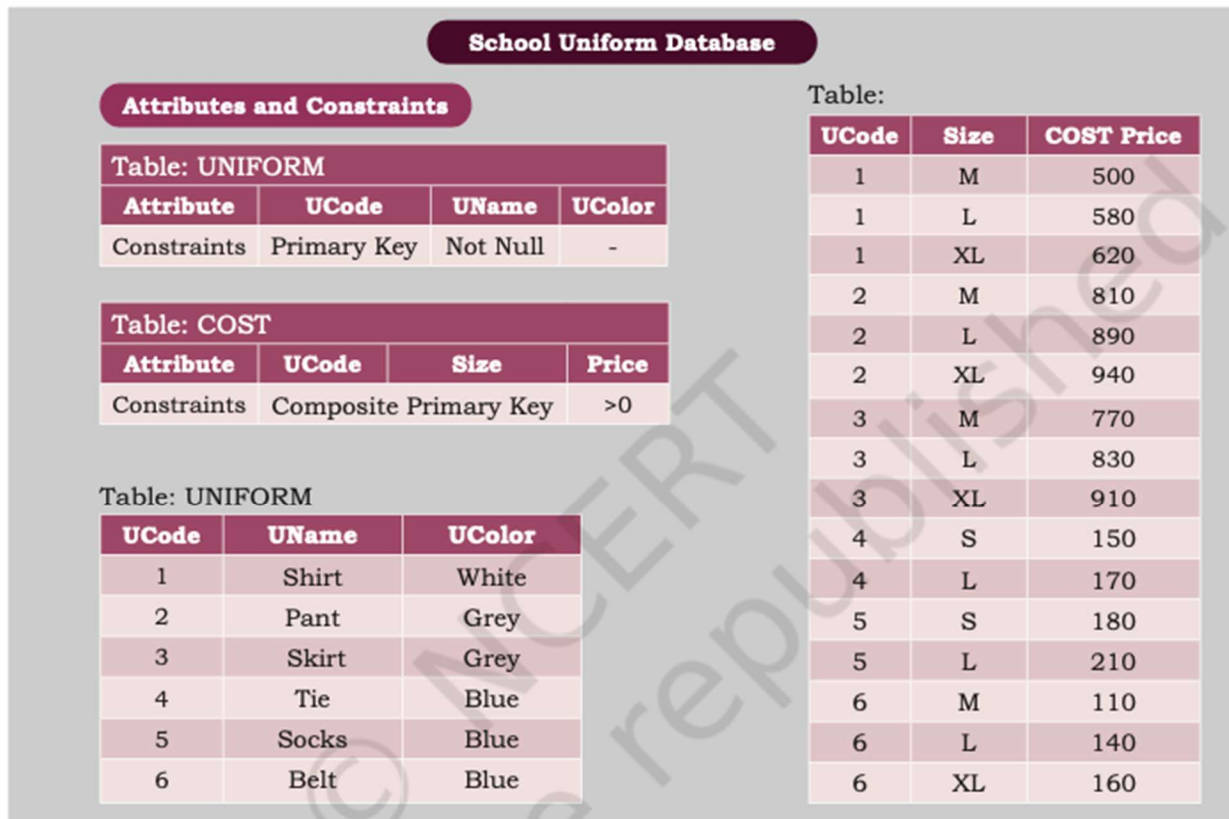 School Uniform Database
Attributes and Constraints
Table: UNIFORM
Attribute UCode UName UColor
Constraints Primary Key Not Null -
Table: COST
Attribute UCode Size Price
Constraints Composite Primary Key >0
Table: UNIFORM
UCode UName UColor
1 Shirt White
2 Pant Grey
3 Skirt Grey
4 Tie Blue
5 Socks Blue
6 Belt Blue
Table:
UCode Size COST Price
1 M 500
1 L 580
1 XL 620
2 M 810
2 L 890
2 XL 940
3 M 770
3 L 830
3 XL 910
4 S 150
4 L 170
5 S 180
5 L 210
6 M 110
6 L 140
6 XL 160
© NCERT
e republished